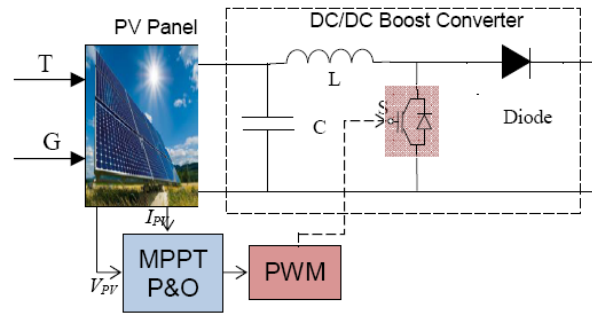 PV Panel
DC/DC Boost Converter
T
G
L
C
S
Diode
I_PV
V_PV
MPPT
P&O
PWM